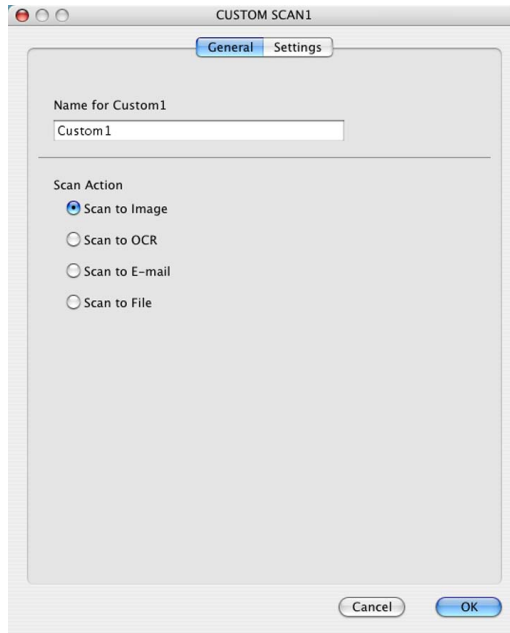 CUSTOM SCAN1
General Settings
Name for Custom1
Custom1
Scan Action
Scan to Image
Scan to OCR
Scan to E-mail
Scan to File
Cancel OK